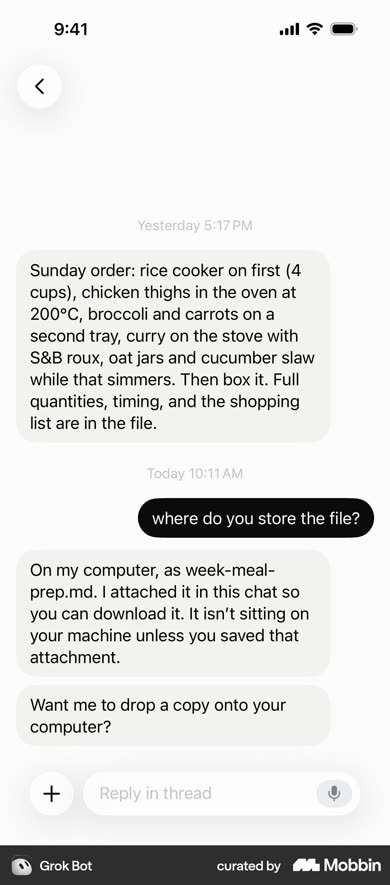 9:41
Yesterday 5:17 PM
Sunday order: rice cooker on first (4
cups), chicken thighs in the oven at
200°C, broccoli and carrots on a
second tray, curry on the stove with
S&B roux, oat jars and cucumber slaw
while that simmers. Then box it. Full
quantities, timing, and the shopping
list are in the file.
Today 10:11 AM
where do you store the file?
On my computer, as week-meal-
prep.md. I attached it in this chat so
you can download it. It isn’t sitting on
your machine unless you saved that
attachment.
Want me to drop a copy onto your
computer?
Reply in thread
Grok Bot
curated by Mobbin